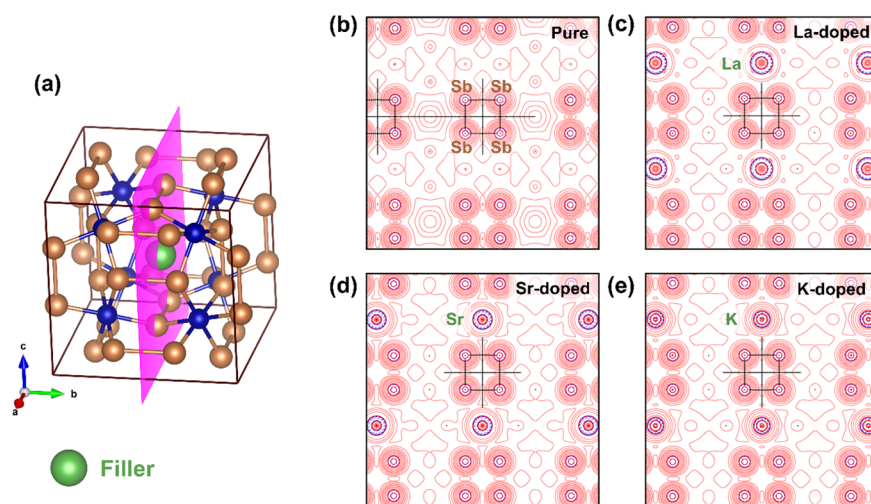 (a)
c
b
a
Filler
(b)
Pure
Sb Sb
Sb Sb
(c)
La-doped
La
(d)
Sr-doped
Sr
(e)
K-doped
K